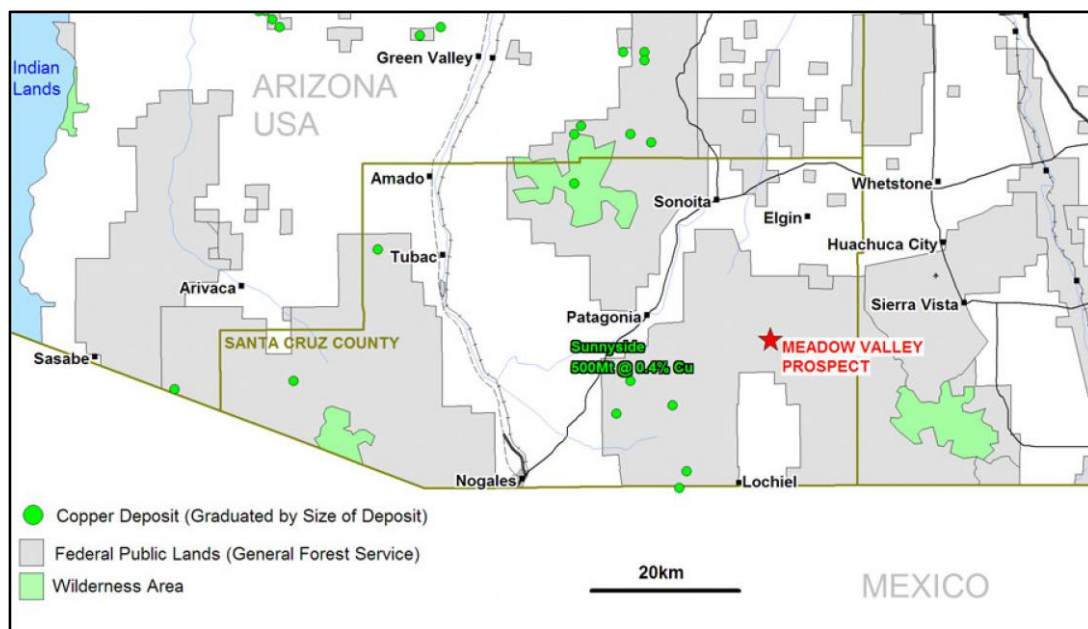 Indian
Lands
ARIZONA
USA
Green Valley
Amado
Whetstone
Sonoita
Elgin
Huachuca City
Tubac
Arivaca
Sierra Vista
Patagonia
SANTA CRUZ COUNTY
Sunnyside
500Mt @ 0.4% Cu
MEADOW VALLEY
PROSPECT
Sasabe
Nogales
Lochiel
Copper Deposit (Graduated by Size of Deposit)
Federal Public Lands (General Forest Service)
Wilderness Area
20km
MEXICO